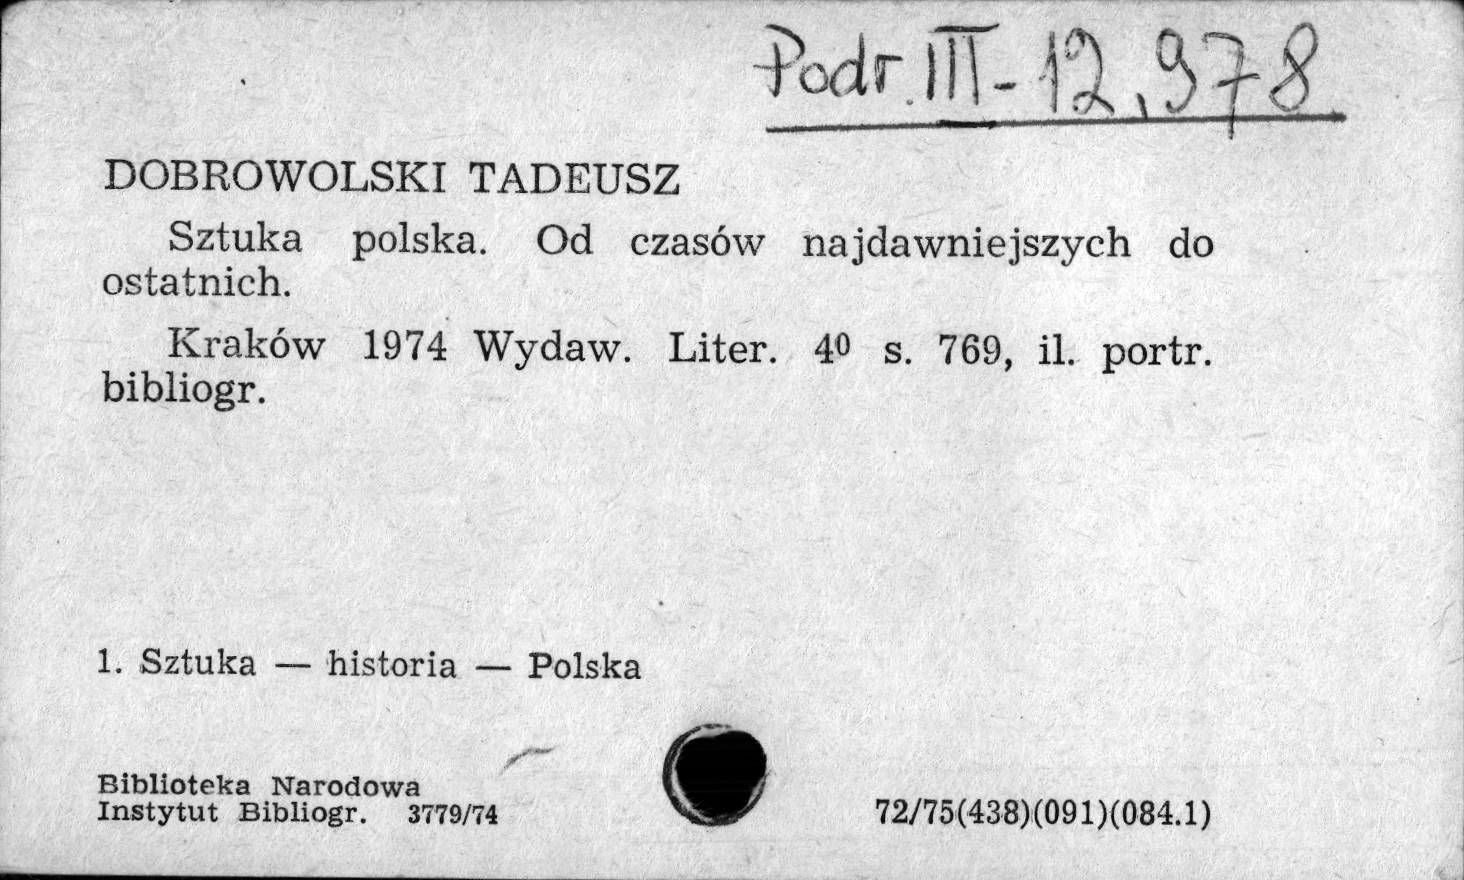 Podr. III - 12,978
DOBROWOLSKI TADEUSZ
Sztuka polska. Od czasów najdawniejszych do
ostatnich.
Kraków 1974 Wydaw. Liter. 4⁰ s. 769, il. portr.
bibliogr.
1. Sztuka — historia — Polska
Biblioteka Narodowa
Instytut Bibliogr. 3779/74
72/75(438)(091)(084.1)